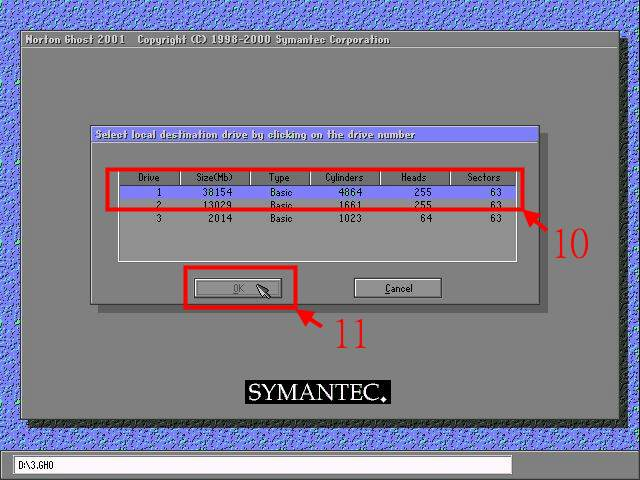 Norton Ghost 2001 Copyright (C) 1998-2000 Symantec Corporation
Select local destination drive by clicking on the drive number
Drive Size(Mb) Type Cylinders Heads Sectors
1 38154 Basic 4864 255 63
2 13029 Basic 1661 255 63
3 2014 Basic 1023 64 63
10
OK Cancel
11
SYMANTEC.
D:\3.GHO